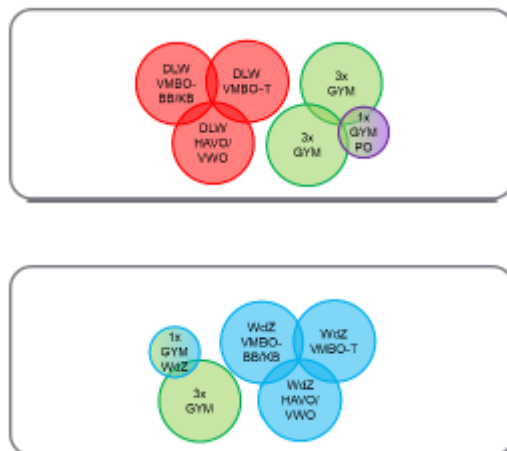 DLW
VMBO-
BB/KB
DLW
VMBO-T
DLW
HAVO/
VWO
3x
GYM
3x
GYM
1x
GYM
PO
1x
GYM
WdZ
3x
GYM
WdZ
VMBO-
BB/KB
WdZ
VMBO-T
WdZ
HAVO/
VWO